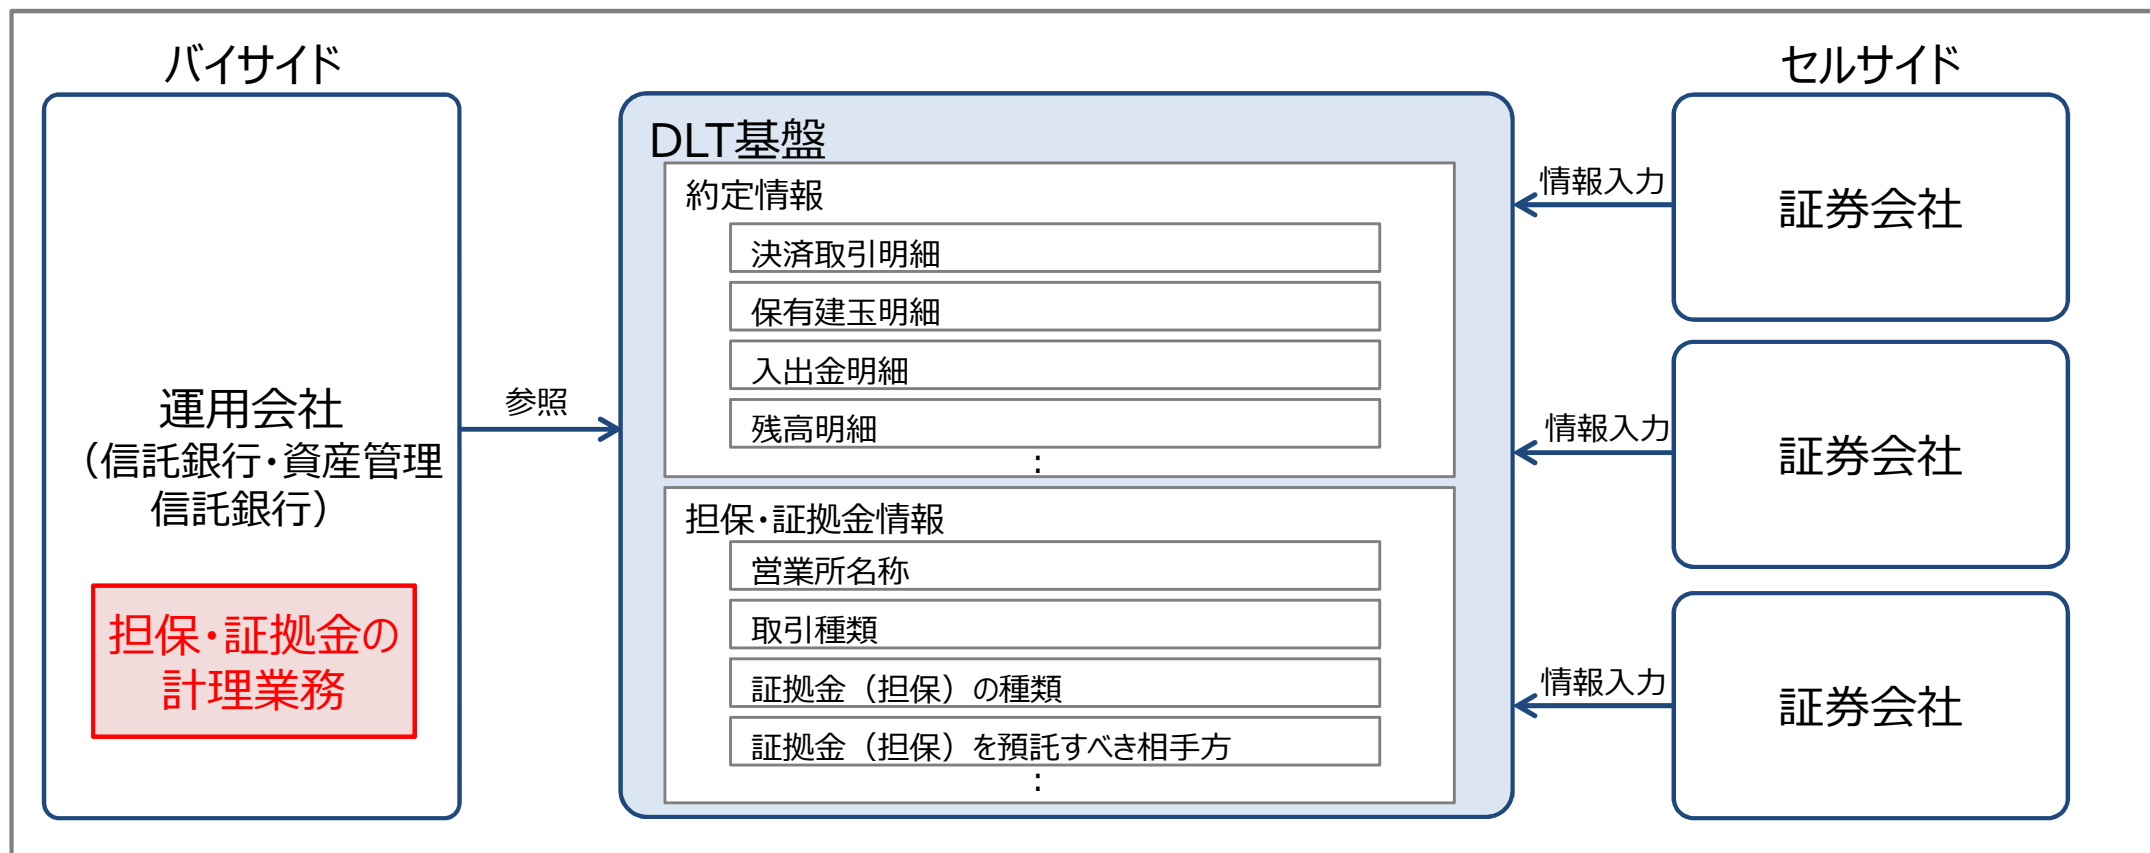 バイサイド
運用会社
（信託銀行・資産管理
信託銀行）
担保・証拠金の
計理業務
参照
DLT基盤
約定情報
決済取引明細
保有建玉明細
入出金明細
残高明細
：
担保・証拠金情報
営業所名称
取引種類
証拠金（担保）の種類
証拠金（担保）を預託すべき相手方
：
セルサイド
情報入力
証券会社
情報入力
証券会社
情報入力
証券会社